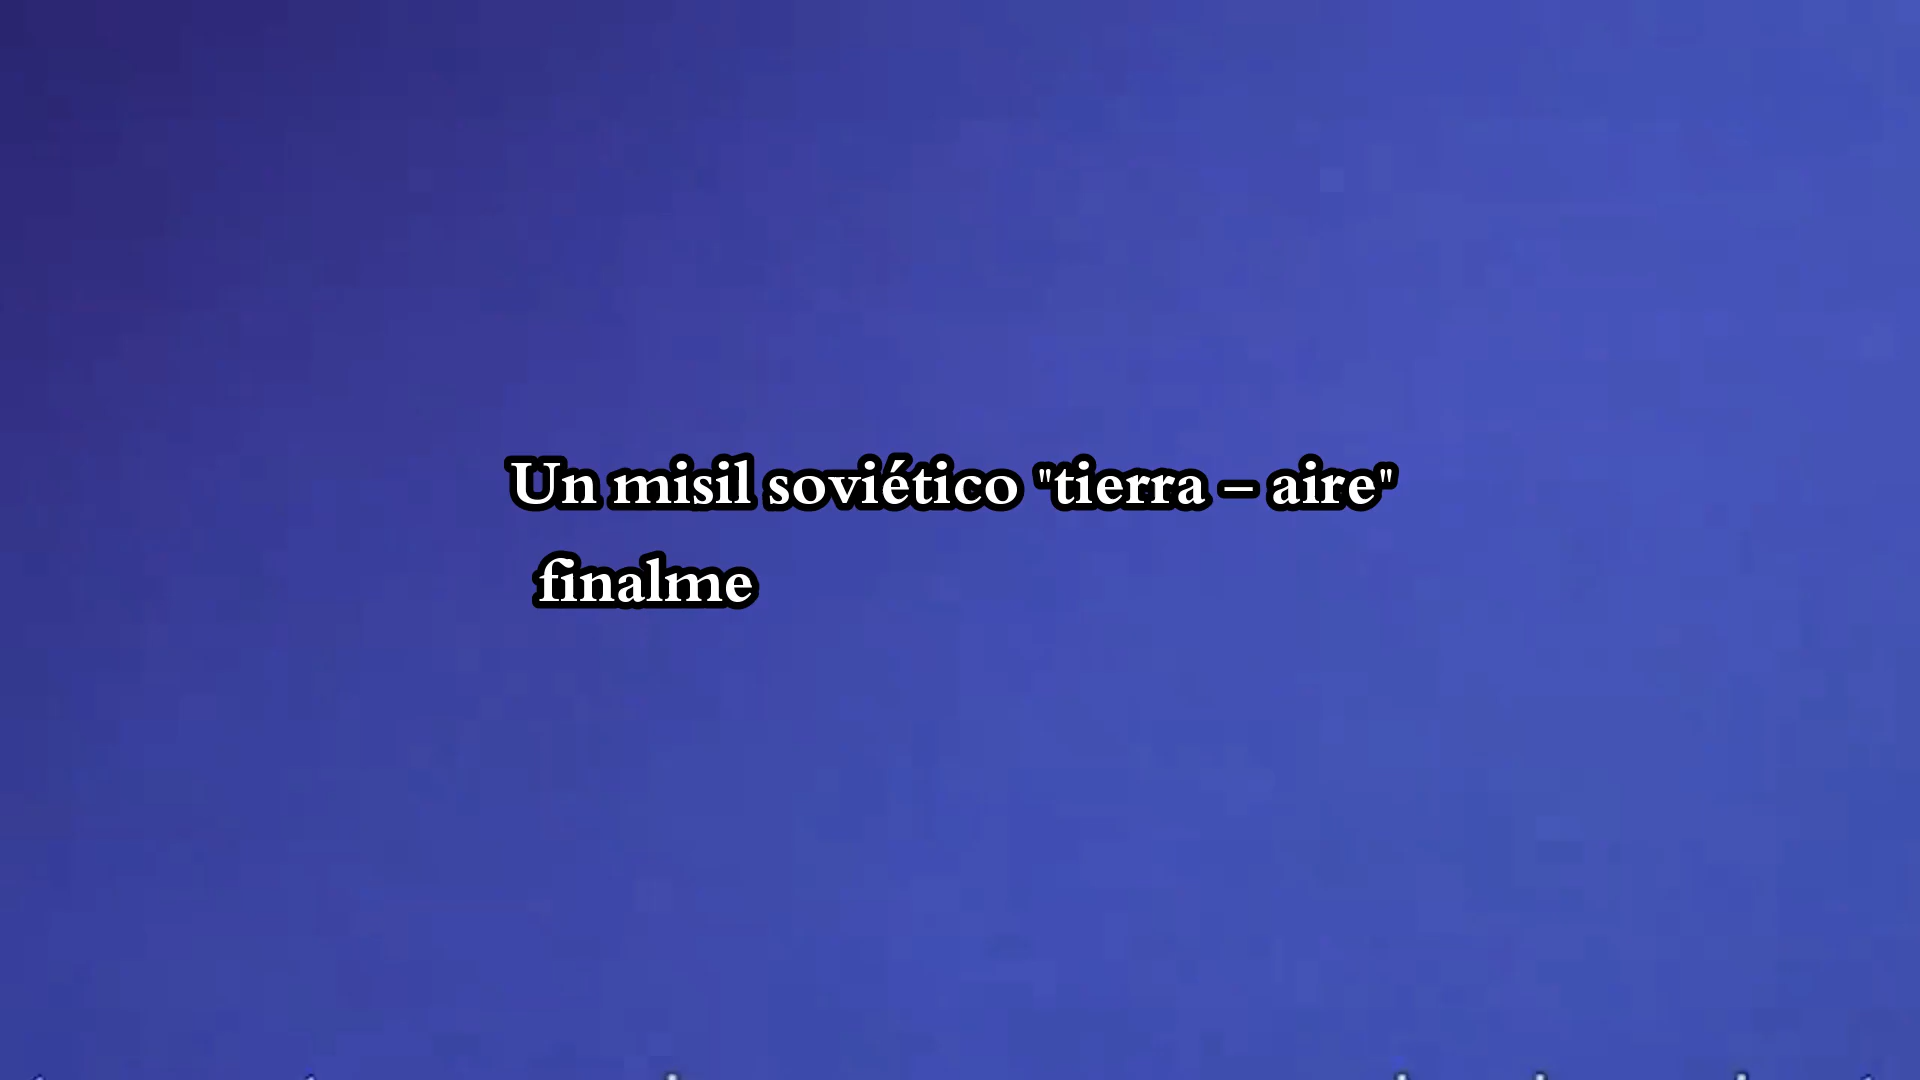 Un misil soviético "tierra – aire"
finalme